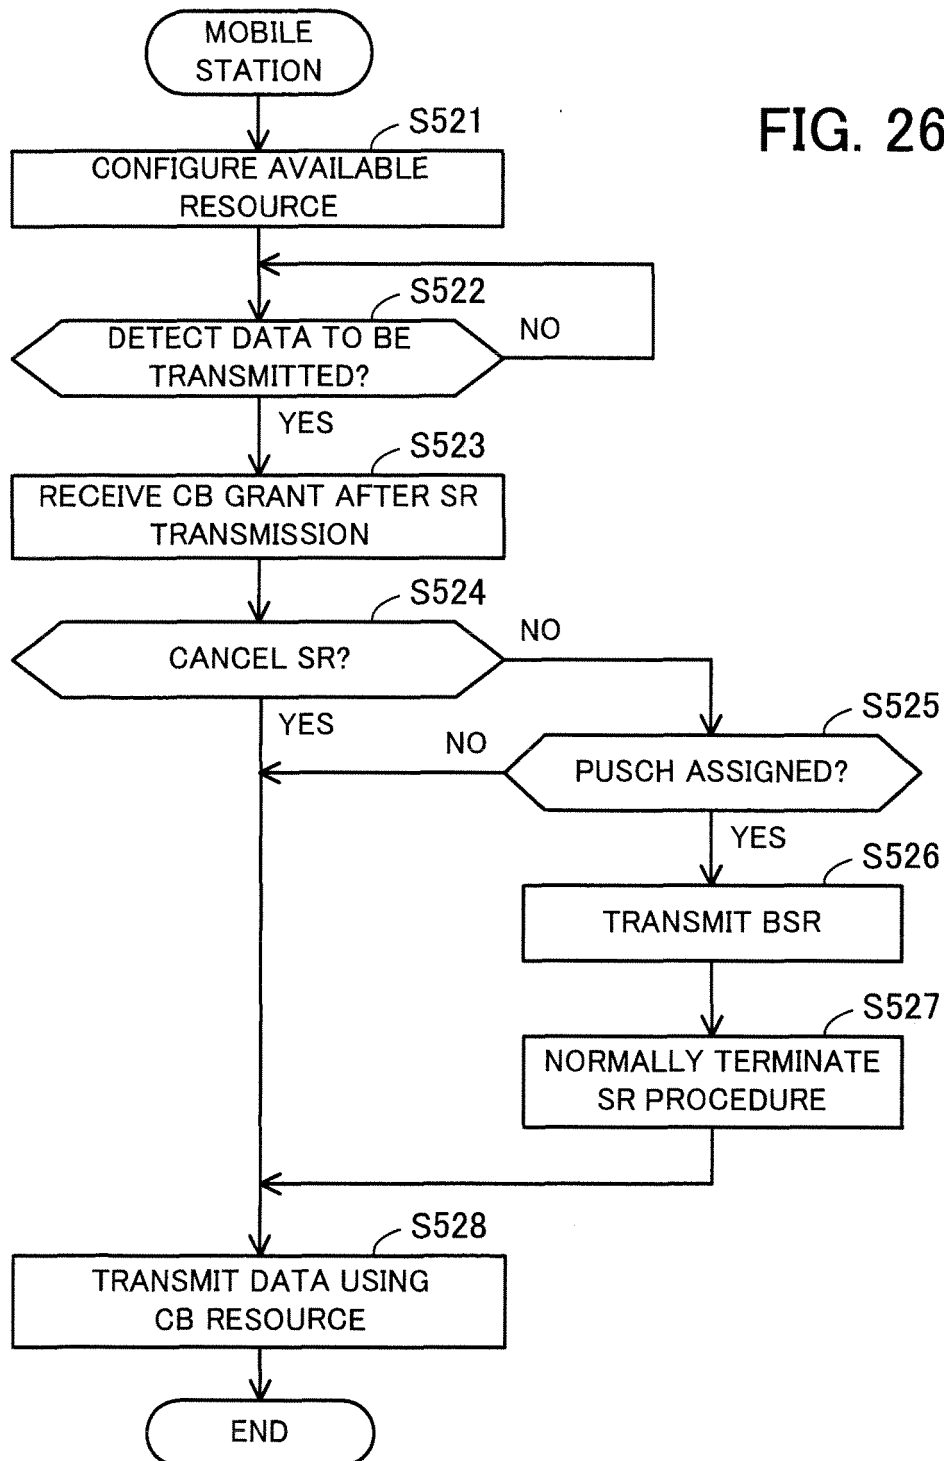 MOBILE
STATION
FIG. 26
S521
CONFIGURE AVAILABLE
RESOURCE
S522
DETECT DATA TO BE
TRANSMITTED?
NO
YES
S523
RECEIVE CB GRANT AFTER SR
TRANSMISSION
S524
CANCEL SR?
NO
YES
S525
PUSCH ASSIGNED?
NO
YES
S526
TRANSMIT BSR
S527
NORMALLY TERMINATE
SR PROCEDURE
S528
TRANSMIT DATA USING
CB RESOURCE
END